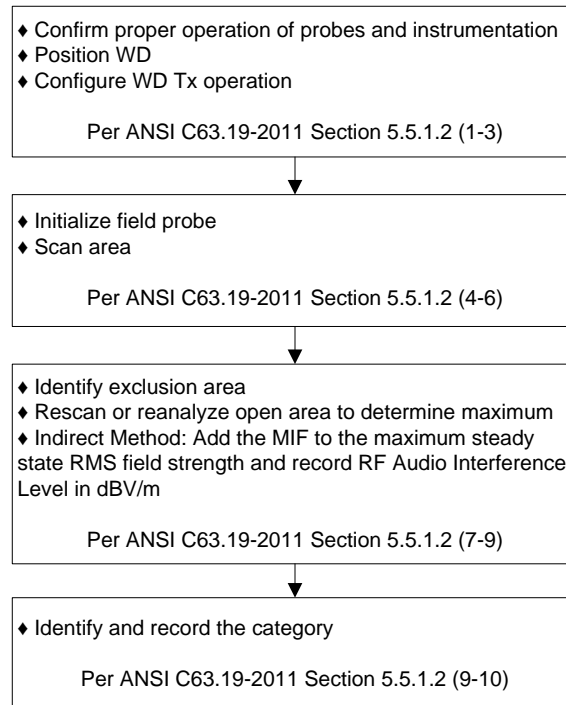 ♦ Confirm proper operation of probes and instrumentation
♦ Position WD
♦ Configure WD Tx operation
Per ANSI C63.19-2011 Section 5.5.1.2 (1-3)
♦ Initialize field probe
♦ Scan area
Per ANSI C63.19-2011 Section 5.5.1.2 (4-6)
♦ Identify exclusion area
♦ Rescan or reanalyze open area to determine maximum
♦ Indirect Method: Add the MIF to the maximum steady
state RMS field strength and record RF Audio Interference
Level in dBV/m
Per ANSI C63.19-2011 Section 5.5.1.2 (7-9)
♦ Identify and record the category
Per ANSI C63.19-2011 Section 5.5.1.2 (9-10)